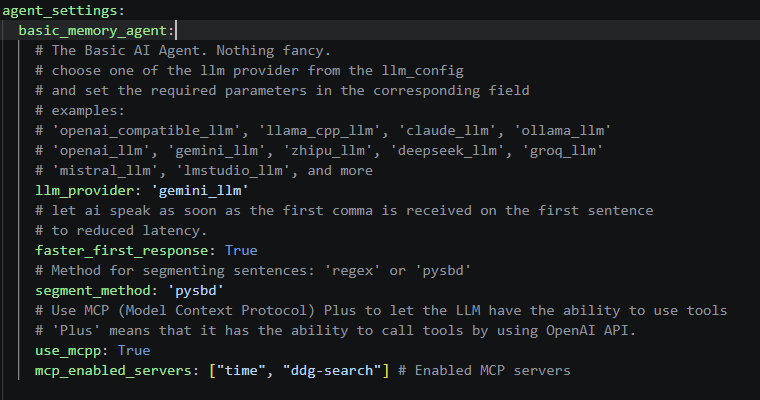 agent_settings:
basic_memory_agent:
# The Basic AI Agent. Nothing fancy.
# choose one of the llm provider from the llm_config
# and set the required parameters in the corresponding field
# examples:
# 'openai_compatible_llm', 'llama_cpp_llm', 'claude_llm', 'ollama_llm'
# 'openai_llm', 'gemini_llm', 'zhipu_llm', 'deepseek_llm', 'groq_llm'
# 'mistral_llm', 'lmstudio_llm', and more
llm_provider: 'gemini_llm'
# let ai speak as soon as the first comma is received on the first sentence
# to reduced latency.
faster_first_response: True
# Method for segmenting sentences: 'regex' or 'pysbd'
segment_method: 'pysbd'
# Use MCP (Model Context Protocol) Plus to let the LLM have the ability to use tools
# 'Plus' means that it has the ability to call tools by using OpenAI API.
use_mcpp: True
mcp_enabled_servers: ["time", "ddg-search"] # Enabled MCP servers